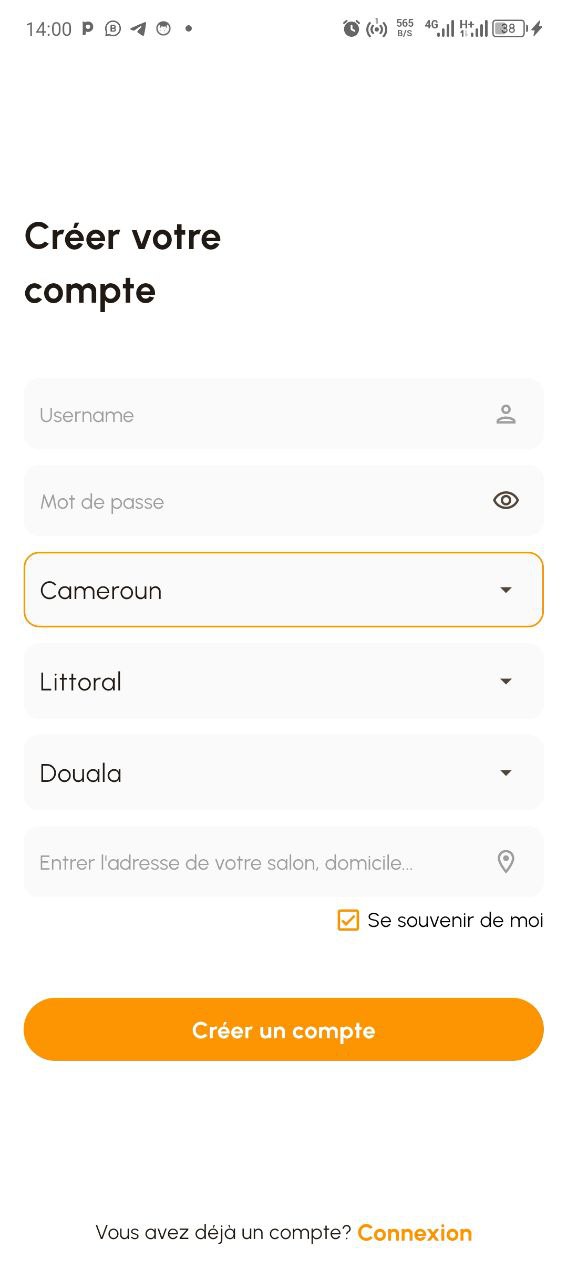 14:00
565
B/S
4G
H+
38
Créer votre
compte
Username
Mot de passe
Cameroun
Littoral
Douala
Entrer l'adresse de votre salon, domicile...
Se souvenir de moi
Créer un compte
Vous avez déjà un compte? Connexion